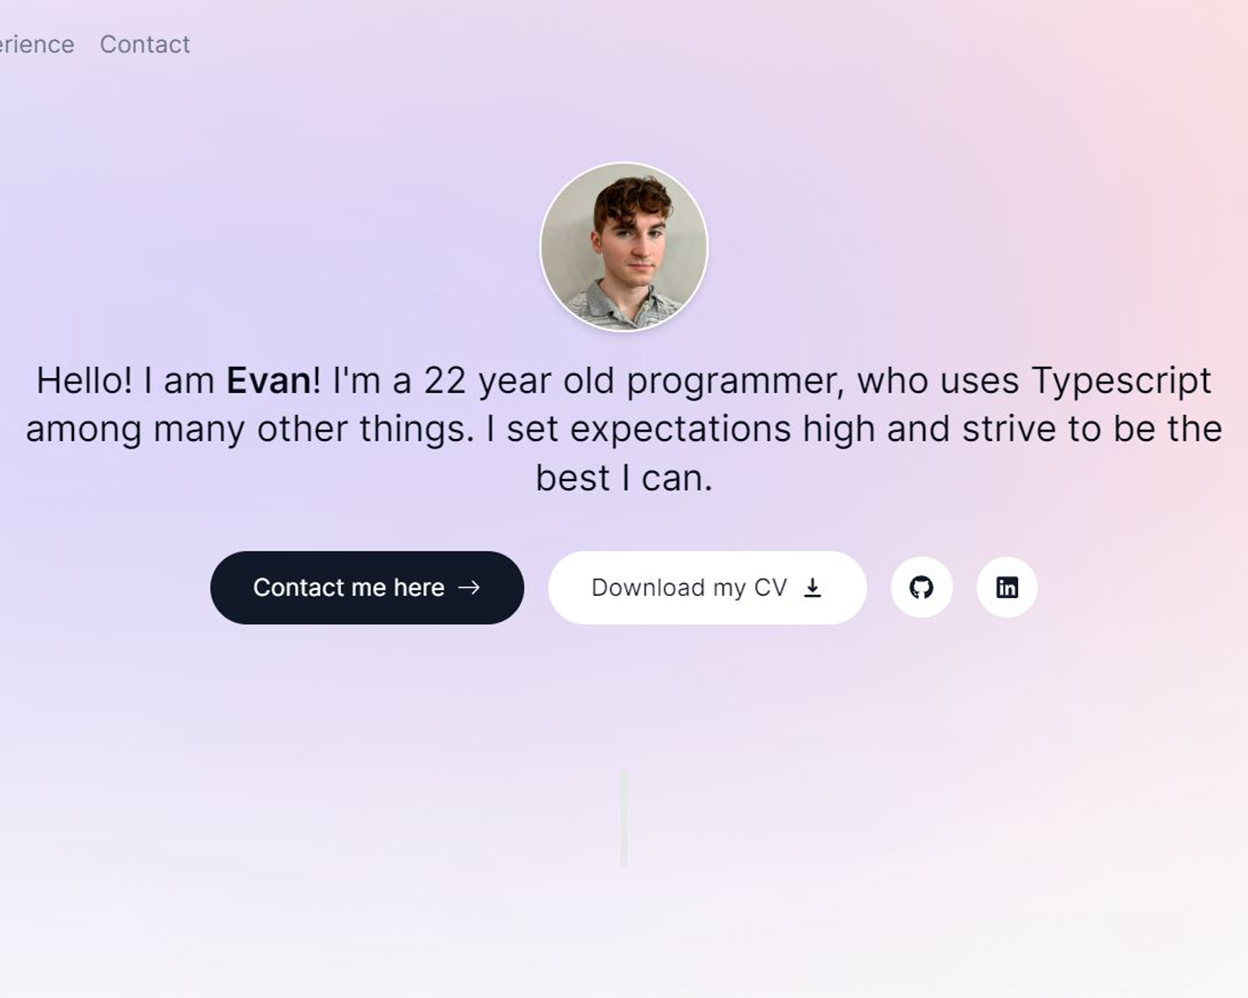 erience Contact
Hello! I am Evan! I'm a 22 year old programmer, who uses Typescript
among many other things. I set expectations high and strive to be the
best I can.
Contact me here Download my CV in